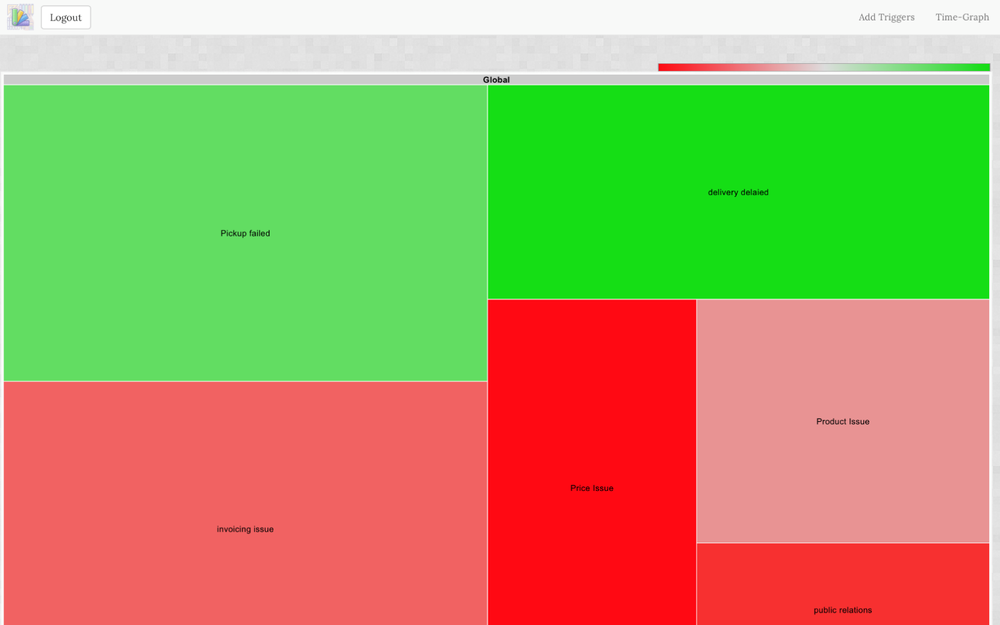 Logout
Add Triggers
Time-Graph
Global
Pickup failed
delivery delaied
Price Issue
Product Issue
invoicing issue
public relations